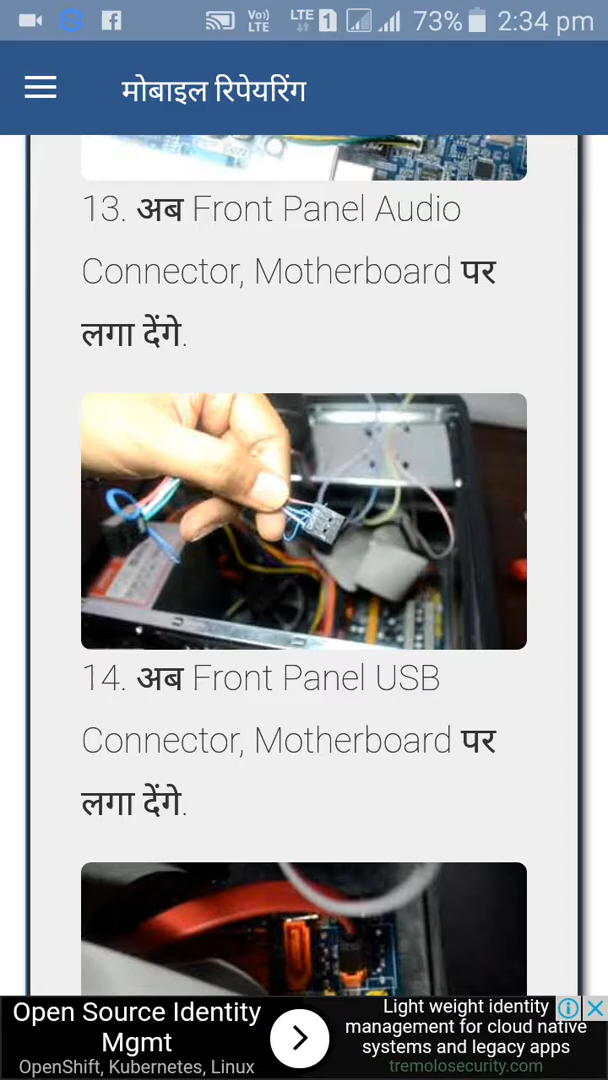 Vo) LTE LTE 1 73% 2:34 pm
मोबाइल रिपेयरिंग
13. अब Front Panel Audio
Connector, Motherboard पर
लगा देंगे.
14. अब Front Panel USB
Connector, Motherboard पर
लगा देंगे.
Open Source Identity
Mgmt
OpenShift, Kubernetes, Linux
Light weight identity
management for cloud native
systems and legacy apps
tremolosecurity.com